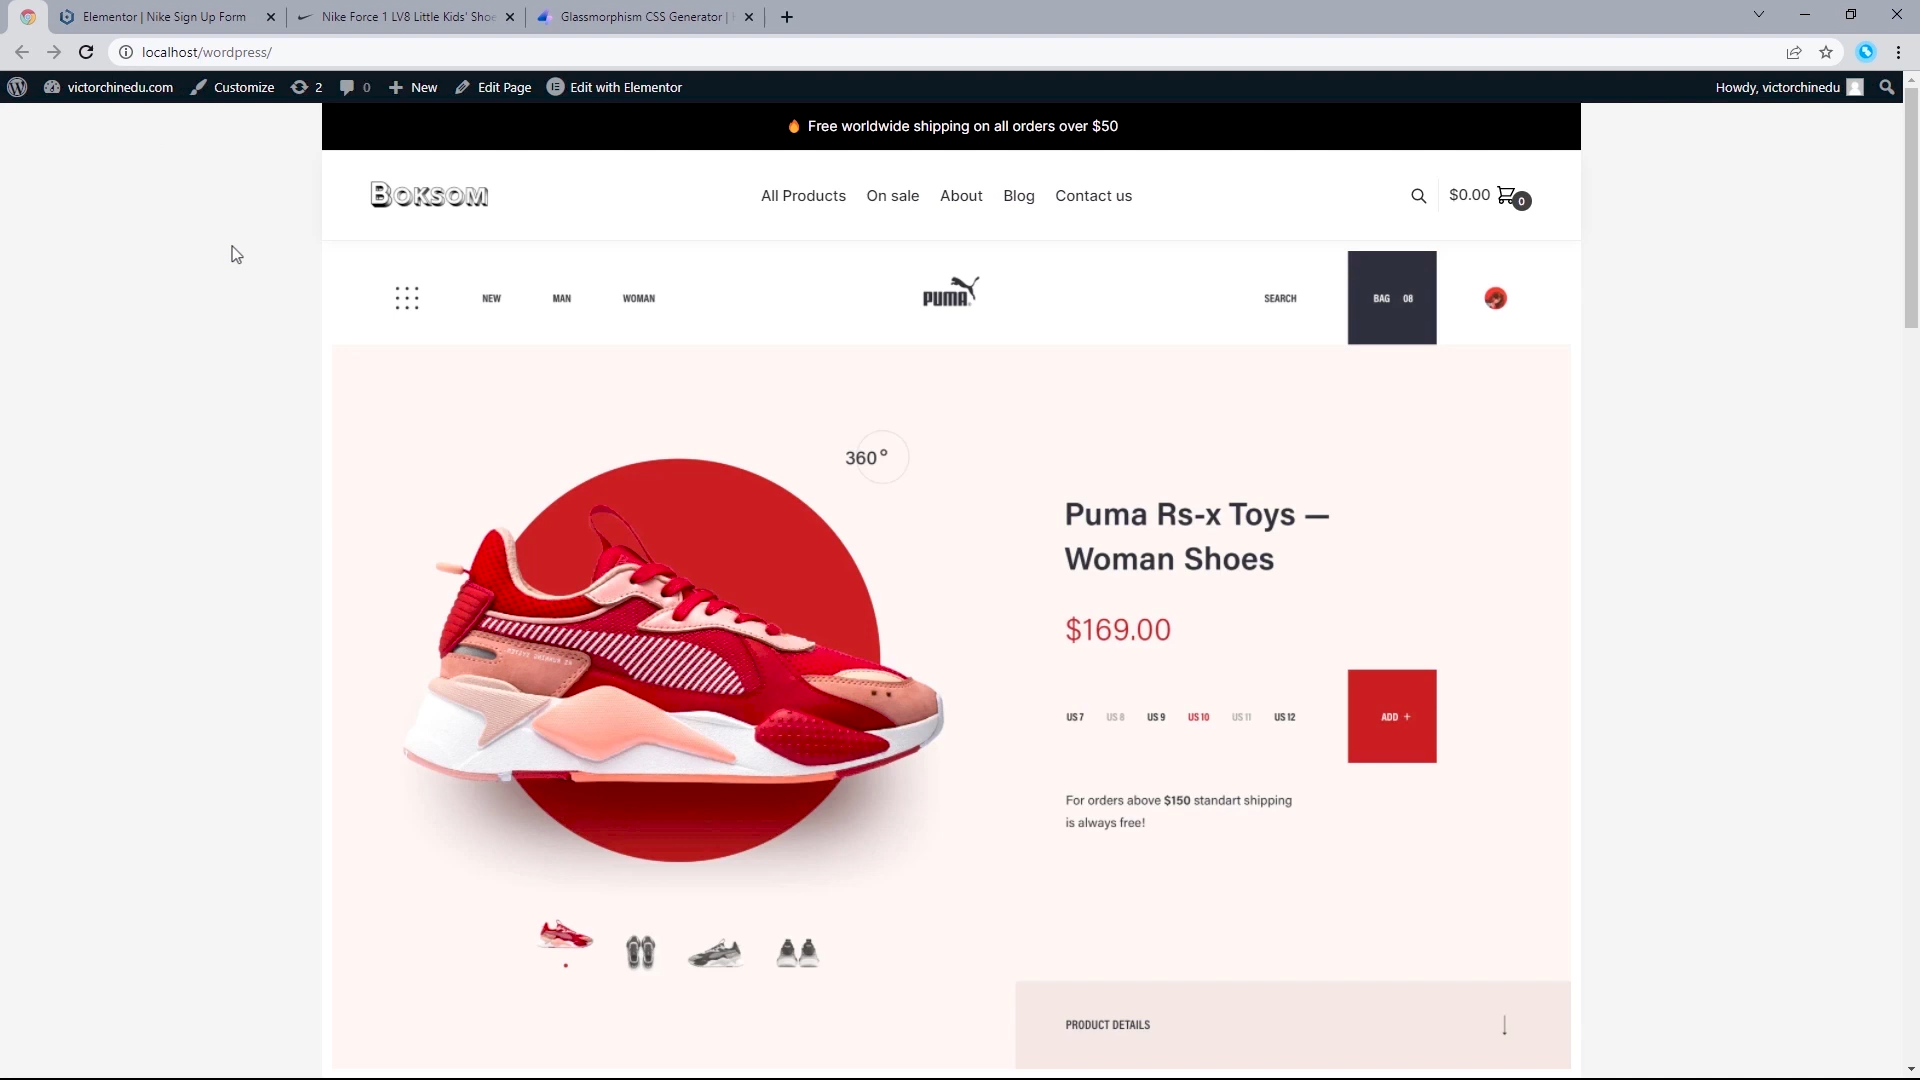 Elementor | Nike Sign Up Form
Nike Force 1 LV8 Little Kids' Shoe
Glassmorphism CSS Generator |
localhost/wordpress/
victorchinedu.com Customize 2 0 New Edit Page Edit with Elementor Howdy, victorchinedu
🔥 Free worldwide shipping on all orders over $50
BOKSOM All Products On sale About Blog Contact us $0.00 0
NEW MAN WOMAN PUMA SEARCH BAG 08
360°
Puma Rs-x Toys —
Woman Shoes
$169.00
US 7 US 8 US 9 US 10 US 11 US 12 ADD +
For orders above $150 standart shipping
is always free!
PRODUCT DETAILS